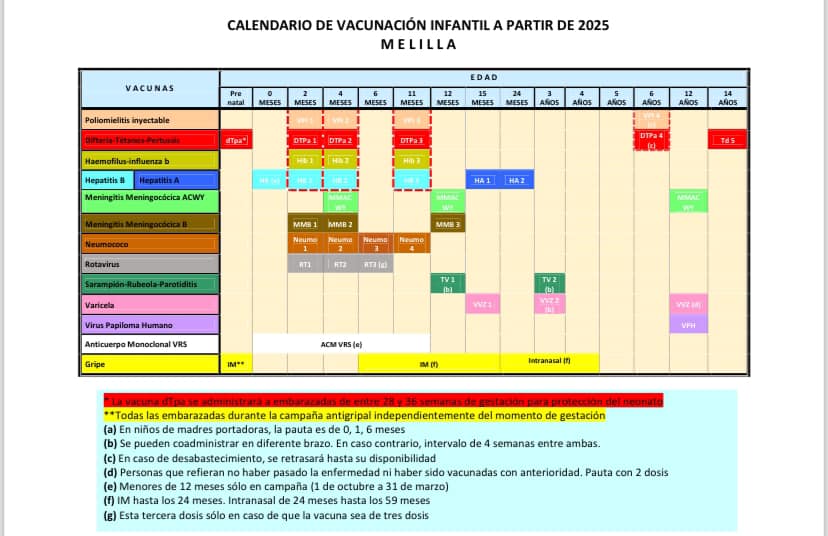 CALENDARIO DE VACUNACIÓN INFANTIL A PARTIR DE 2025
MELILLA
VACUNAS
EDAD
Pre natal
0 MESES
2 MESES
4 MESES
6 MESES
11 MESES
12 MESES
15 MESES
24 MESES
3 AÑOS
4 AÑOS
5 AÑOS
6 AÑOS
12 AÑOS
14 AÑOS
Poliomielitis inyectable
VPI 1
VPI 2
VPI 3
VPI 4 (c)
Difteria-Tétanos-Pertussis
dTpa*
DTPa 1
DTPa 2
DTPa 3
DTPa 4 (c)
Td 5
Haemofilus-influenza b
Hib 1
Hib 2
Hib 3
Hepatitis B
Hepatitis A
HA 1
HA 2
Meningitis Meningocócica ACWY
MMAC
MMAC
MMAC
Meningitis Meningocócica B
MMB 1
MMB 2
MMB 3
Neumococo
Neumo 1
Neumo 2
Neumo 3
Neumo 4
Rotavirus
RT1
RT2
RT3 (g)
Sarampión-Rubeola-Parotiditis
TV 1 (b)
TV 2 (b)
Varicela
VVZ 1
VVZ 2 (b)
VVZ (d)
Virus Papiloma Humano
VPH
Anticuerpo Monoclonal VRS
ACM VRS (e)
Gripe
IM**
IM (f)
Intranasal (f)
* La vacuna dTpa se administrará a embarazadas de entre 28 y 36 semanas de gestación para protección del neonato
**Todas las embarazadas durante la campaña antigripal independientemente del momento de gestación
(a) En niños de madres portadoras, la pauta es de 0, 1, 6 meses
(b) Se pueden coadministrar en diferente brazo. En caso contrario, intervalo de 4 semanas entre ambas.
(c) En caso de desabastecimiento, se retrasará hasta su disponibilidad
(d) Personas que refieran no haber pasado la enfermedad ni haber sido vacunadas con anterioridad. Pauta con 2 dosis
(e) Menores de 12 meses sólo en campaña (1 de octubre a 31 de marzo)
(f) IM hasta los 24 meses. Intranasal de 24 meses hasta los 59 meses
(g) Esta tercera dosis sólo en caso de que la vacuna sea de tres dosis